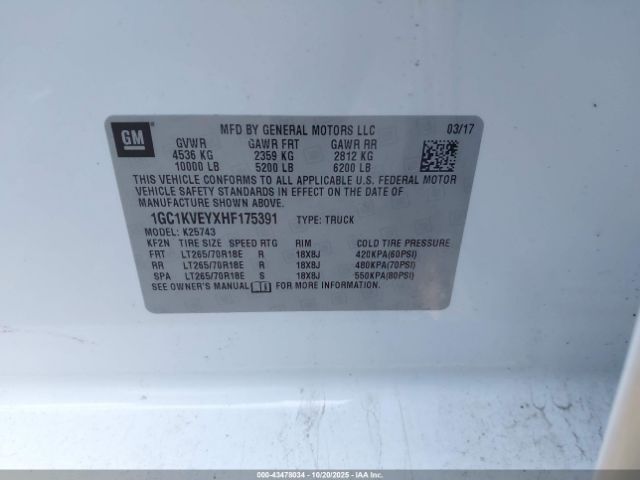 GM
MFD BY GENERAL MOTORS LLC 03/17
GVWR GAWR FRT GAWR RR
4536 KG 2359 KG 2812 KG
10000 LB 5200 LB 6200 LB
THIS VEHICLE CONFORMS TO ALL APPLICABLE U.S. FEDERAL MOTOR
VEHICLE SAFETY STANDARDS IN EFFECT ON THE DATE OF
MANUFACTURE SHOWN ABOVE.
1GC1KVEYXHF175391 TYPE: TRUCK
MODEL: K25743
KF2N TIRE SIZE SPEED RTG RIM COLD TIRE PRESSURE
FRT LT265/70R18E R 18X8J 420KPA(60PSI)
RR LT265/70R18E R 18X8J 480KPA(70PSI)
SPA LT265/70R18E S 18X8J 550KPA(80PSI)
SEE OWNER'S MANUAL FOR MORE INFORMATION.
000-43478034 - 10/20/2025 - IAAI.COM